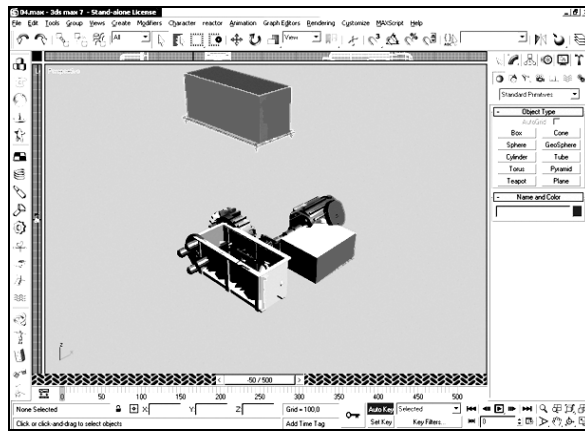 04.max - 3ds max 7 - Stand-alone License
File Edit Tools Group Views Create Modifiers Character reactor Animation Graph Editors Rendering Customize MAXScript Help
All View
Standard Primitives
- Object Type
AutoGrid
Box Cone
Sphere GeoSphere
Cylinder Tube
Torus Pyramid
Teapot Plane
- Name and Color
z
-50 / 500
0 50 100 150 200 250 300 350 400 450 500
None Selected X: Y: Z: Grid = 100,0 Auto Key Selected
Click or click-and-drag to select objects Add Time Tag Set Key Key Filters... 0